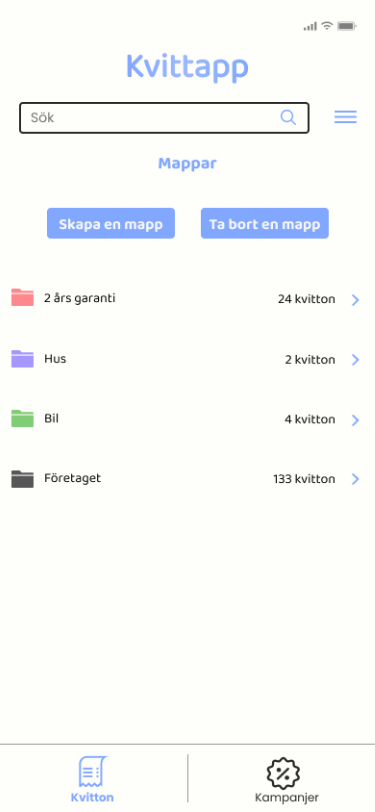 Kvittapp
Sök
Mappar
Skapa en mapp Ta bort en mapp
2 års garanti 24 kvitton
Hus 2 kvitton
Bil 4 kvitton
Företaget 133 kvitton
Kvitton Kampanjer